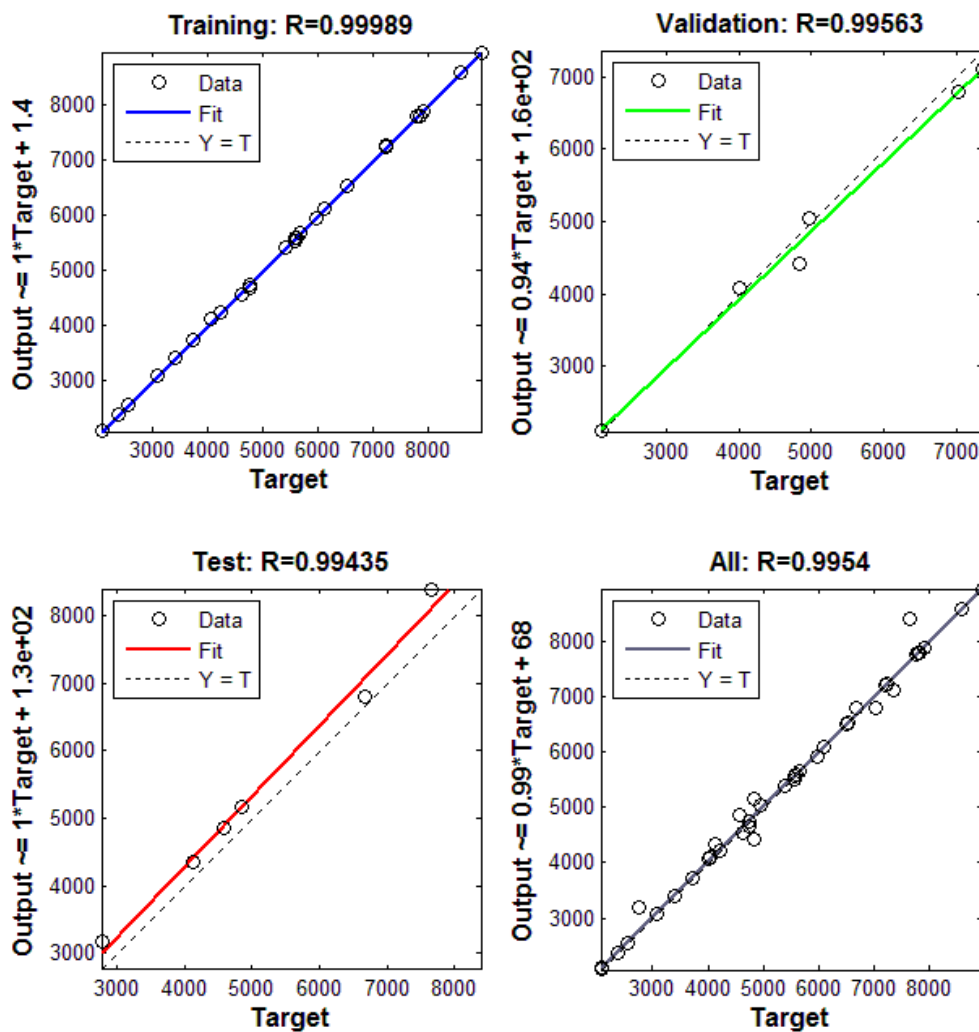 Training: R=0.99989
Output ~= 1*Target + 1.4
8000
7000
6000
5000
4000
3000
Data
Fit
Y = T
3000 4000 5000 6000 7000 8000
Target
Validation: R=0.99563
Output ~= 0.94*Target + 1.6e+02
7000
6000
5000
4000
3000
Data
Fit
Y = T
3000 4000 5000 6000 7000
Target
Test: R=0.99435
Output ~= 1*Target + 1.3e+02
8000
7000
6000
5000
4000
3000
Data
Fit
Y = T
3000 4000 5000 6000 7000 8000
Target
All: R=0.9954
Output ~= 0.99*Target + 68
8000
7000
6000
5000
4000
3000
Data
Fit
Y = T
3000 4000 5000 6000 7000 8000
Target